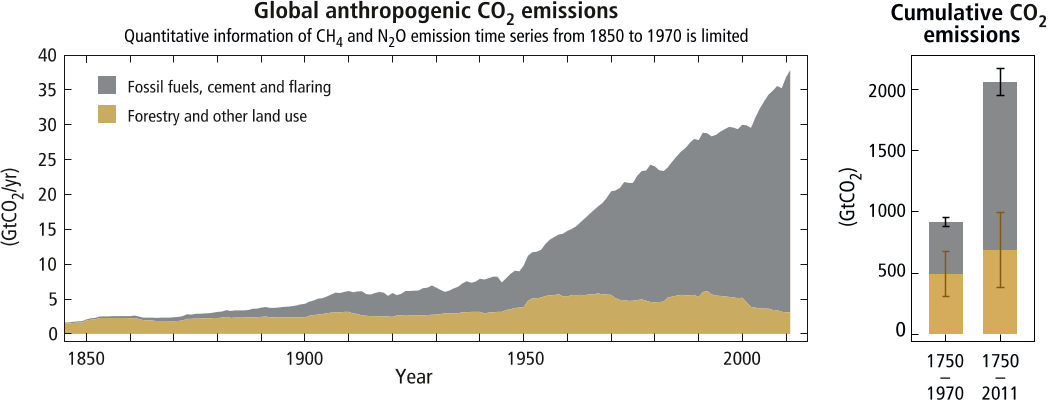 Global anthropogenic CO₂ emissions
Quantitative information of CH₄ and N₂O emission time series from 1850 to 1970 is limited
40
35
30
25
20
15
10
5
0
(GtCO₂/yr)
Fossil fuels, cement and flaring
Forestry and other land use
1850
1900
1950
2000
Year
Cumulative CO₂
emissions
2000
1500
1000
500
0
(GtCO₂)
1750
–
1970
1750
–
2011